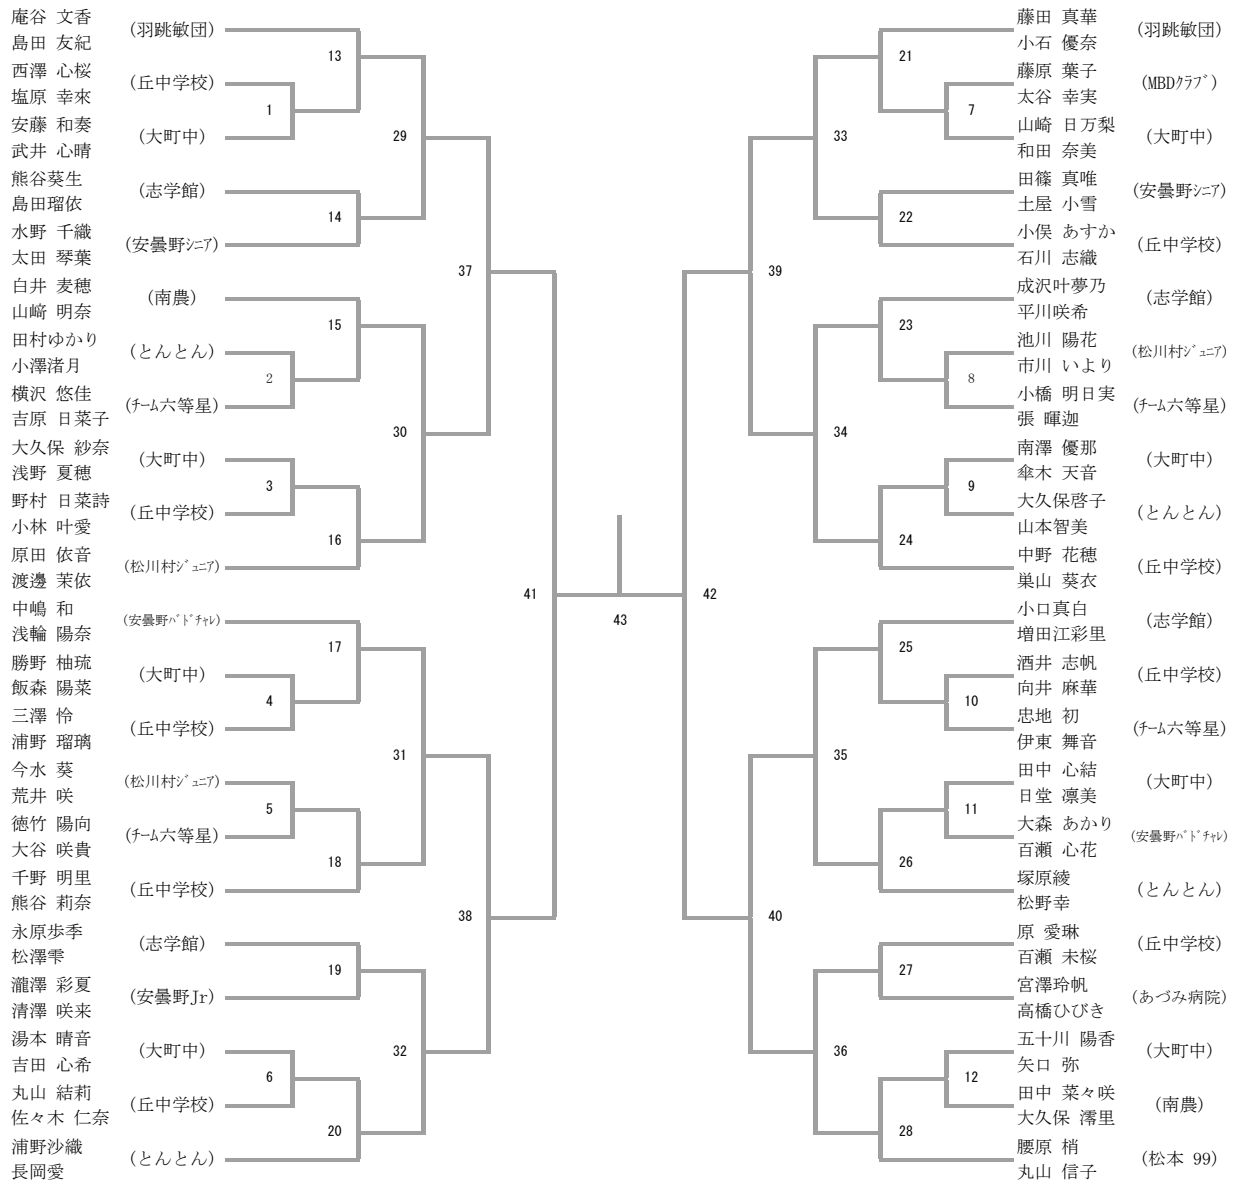 庵谷 文香
(羽跳敏団)
島田 友紀
13
西澤 心桜
(丘中学校)
塩原 幸來
1
安藤 和奏
(大町中)
武井 心晴
29
熊谷葵生
(志学館)
島田瑠依
14
水野 千織
(安曇野ｼﾆｱ)
太田 琴葉
37
白井 麦穂
(南農)
山﨑 明奈
15
田村ゆかり
(とんとん)
小澤渚月
2
横沢 悠佳
(ﾁｰﾑ六等星)
吉原 日菜子
30
大久保 紗奈
(大町中)
浅野 夏穂
3
野村 日菜詩
(丘中学校)
小林 叶愛
16
原田 依音
(松川村ｼﾞｭﾆｱ)
渡邊 茉依
41
中嶋 和
(安曇野ﾊﾞﾄﾞﾁｬﾚ)
浅輪 陽奈
17
勝野 柚琉
(大町中)
飯森 陽菜
4
三澤 怜
(丘中学校)
浦野 瑠璃
31
今水 葵
(松川村ｼﾞｭﾆｱ)
荒井 咲
5
徳竹 陽向
(ﾁｰﾑ六等星)
大谷 咲貴
18
千野 明里
(丘中学校)
熊谷 莉奈
38
永原歩季
(志学館)
松澤雫
19
瀧澤 彩夏
(安曇野Jr)
清澤 咲来
32
湯本 晴音
(大町中)
吉田 心希
6
丸山 結莉
(丘中学校)
佐々木 仁奈
20
浦野沙織
(とんとん)
長岡愛
43
藤田 真華
(羽跳敏団)
小石 優奈
21
藤原 葉子
(MBDｸﾗﾌﾞ)
太谷 幸実
7
山崎 日万梨
(大町中)
和田 奈美
33
田篠 真唯
(安曇野ｼﾆｱ)
土屋 小雪
22
小俣 あすか
(丘中学校)
石川 志織
39
成沢叶夢乃
(志学館)
平川咲希
23
池川 陽花
(松川村ｼﾞｭﾆｱ)
市川 いより
8
小橋 明日実
(ﾁｰﾑ六等星)
張 暉迦
34
南澤 優那
(大町中)
傘木 天音
9
大久保啓子
(とんとん)
山本智美
24
中野 花穂
(丘中学校)
巣山 葵衣
42
小口真白
(志学館)
増田江彩里
25
酒井 志帆
(丘中学校)
向井 麻華
10
忠地 初
(ﾁｰﾑ六等星)
伊東 舞音
35
田中 心結
(大町中)
日堂 凛美
11
大森 あかり
(安曇野ﾊﾞﾄﾞﾁｬﾚ)
百瀬 心花
26
塚原綾
(とんとん)
松野幸
40
原 愛琳
(丘中学校)
百瀬 未桜
27
宮澤玲帆
(あづみ病院)
高橋ひびき
36
五十川 陽香
(大町中)
矢口 弥
12
田中 菜々咲
(南農)
大久保 澪里
28
腰原 梢
(松本 99)
丸山 信子